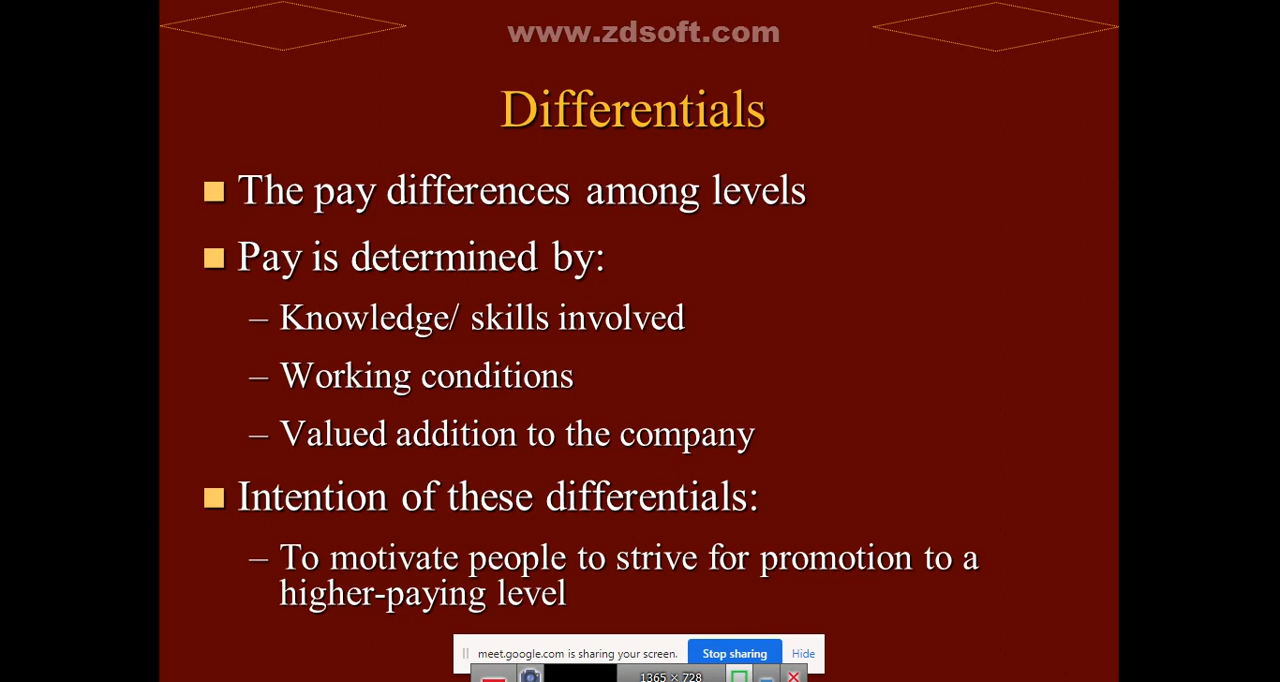 www.zdsoft.com
Differentials
The pay differences among levels
Pay is determined by:
– Knowledge/ skills involved
– Working conditions
– Valued addition to the company
Intention of these differentials:
– To motivate people to strive for promotion to a
higher-paying level
meet.google.com is sharing your screen. Stop sharing Hide
1365 × 728